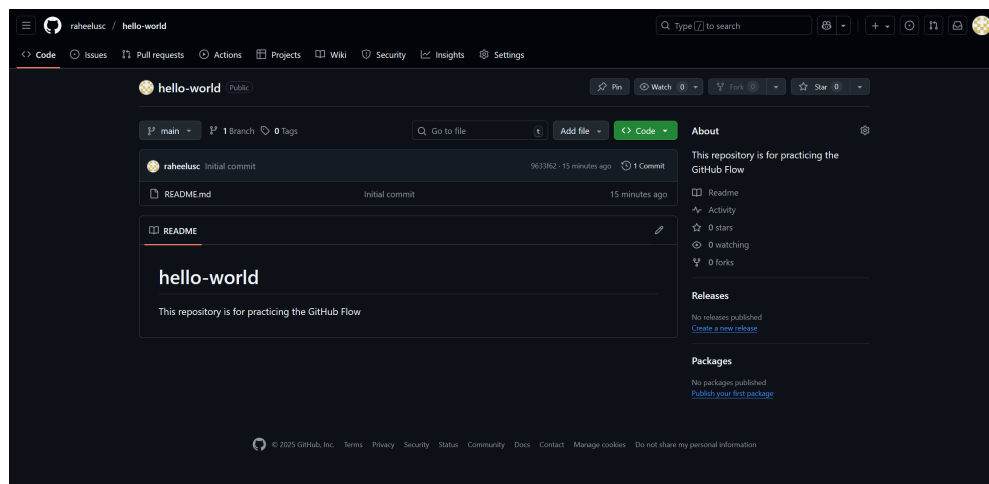 raheelusc / hello-world
Type / to search
Code Issues Pull requests Actions Projects Wiki Security Insights Settings
hello-world Public
Pin Watch 0 Fork 0 Star 0
main 1 Branch 0 Tags Go to file t Add file Code
raheelusc Initial commit 9633f62 · 15 minutes ago 1 Commit
README.md Initial commit 15 minutes ago
README
hello-world
This repository is for practicing the GitHub Flow
About
This repository is for practicing the
GitHub Flow
Readme
Activity
0 stars
0 watching
0 forks
Releases
No releases published
Create a new release
Packages
No packages published
Publish your first package
© 2025 GitHub, Inc. Terms Privacy Security Status Community Docs Contact Manage cookies Do not share my personal information